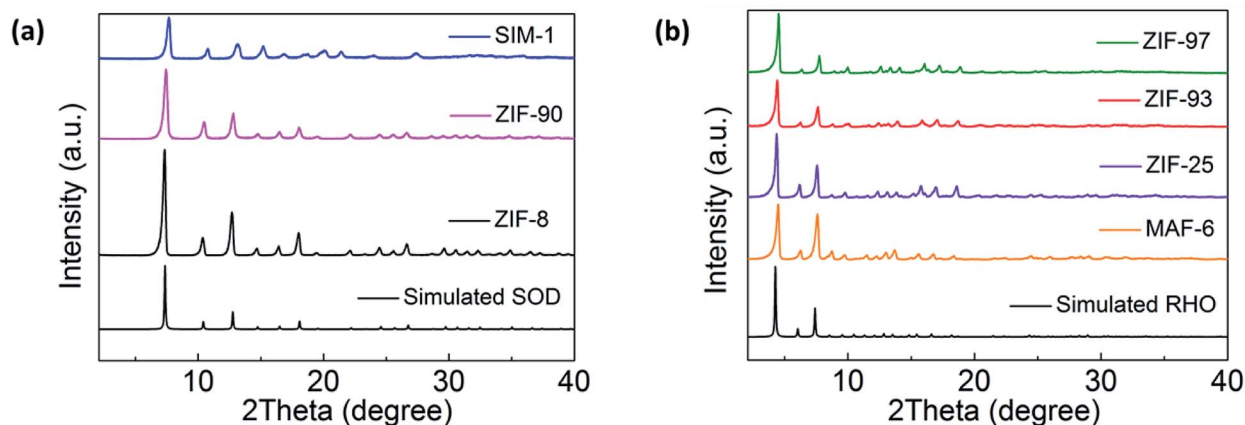 (a)
SIM-1
ZIF-90
ZIF-8
Simulated SOD
Intensity (a.u.)
10 20 30 40
2Theta (degree)
(b)
ZIF-97
ZIF-93
ZIF-25
MAF-6
Simulated RHO
Intensity (a.u.)
10 20 30 40
2Theta (degree)